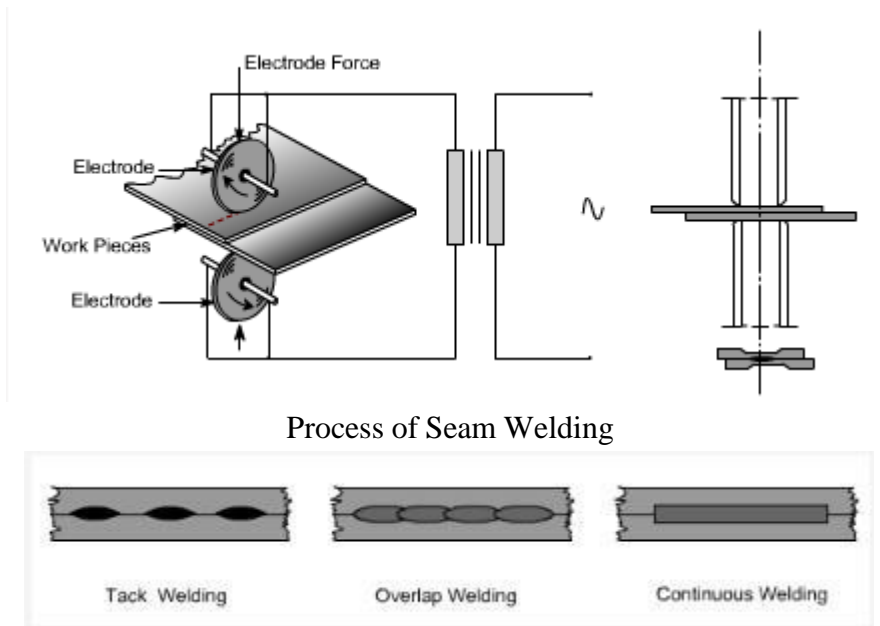 Electrode Force
Electrode
Work Pieces
Electrode
Process of Seam Welding
Tack Welding
Overlap Welding
Continuous Welding